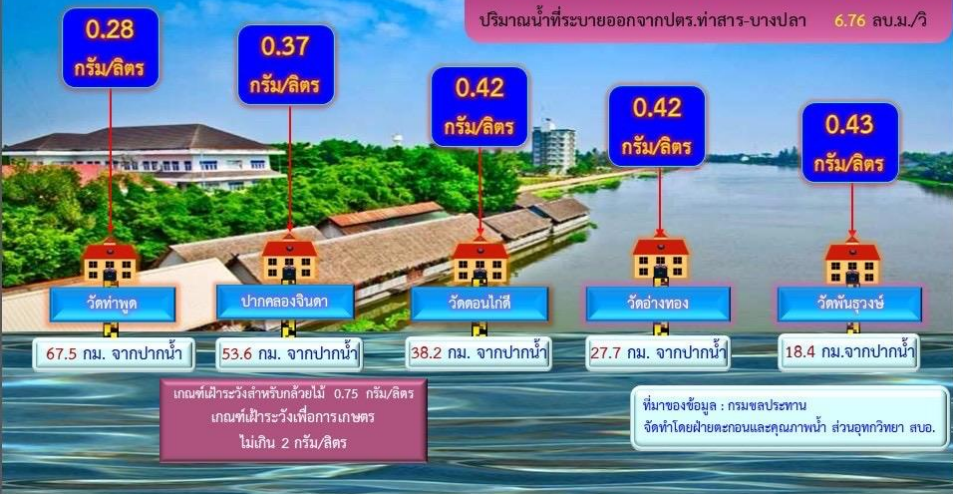 ปริมาณน้ำที่ระบายออกจากปตร.ท่าสาร-บางปลา 6.76 ลบ.ม./วิ
0.28
กรัม/ลิตร
0.37
กรัม/ลิตร
0.42
กรัม/ลิตร
0.42
กรัม/ลิตร
0.43
กรัม/ลิตร
วัดท่าพูด
ปากคลองจินดา
วัดดอนไก่ดี
วัดอ่างทอง
วัดพันธุวงษ์
67.5 กม. จากปากน้ำ
53.6 กม. จากปากน้ำ
38.2 กม. จากปากน้ำ
27.7 กม. จากปากน้ำ
18.4 กม.จากปากน้ำ
เกณฑ์เฝ้าระวังสำหรับกล้วยไม้ 0.75 กรัม/ลิตร
เกณฑ์เฝ้าระวังเพื่อการเกษตร
ไม่เกิน 2 กรัม/ลิตร
ที่มาของข้อมูล : กรมชลประทาน
จัดทำโดยฝ่ายตะกอนและคุณภาพน้ำ ส่วนอุทกวิทยา สบอ.